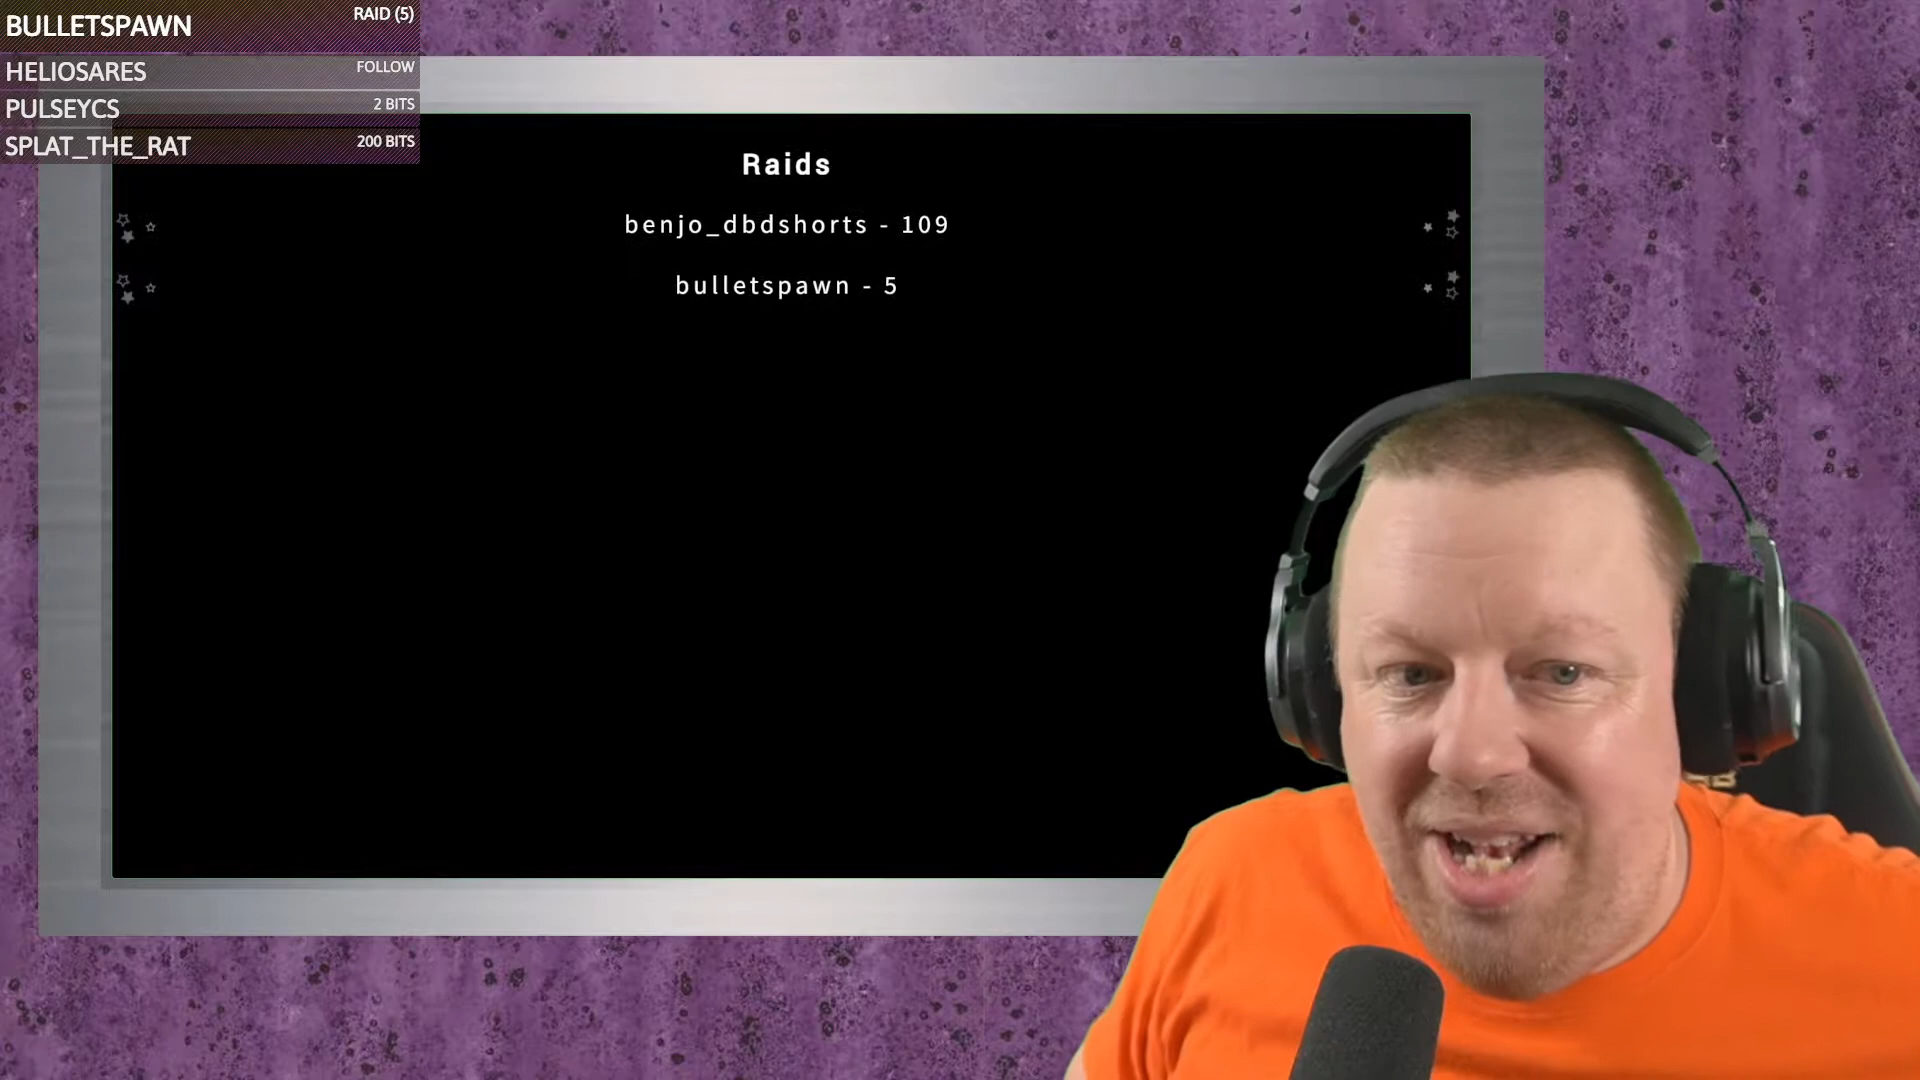 BULLETSPAWN RAID (5)
HELIOSARES FOLLOW
PULSEYCS 2 BITS
SPLAT_THE_RAT 200 BITS
Raids
benjo_dbdshorts - 109
bulletspawn - 5